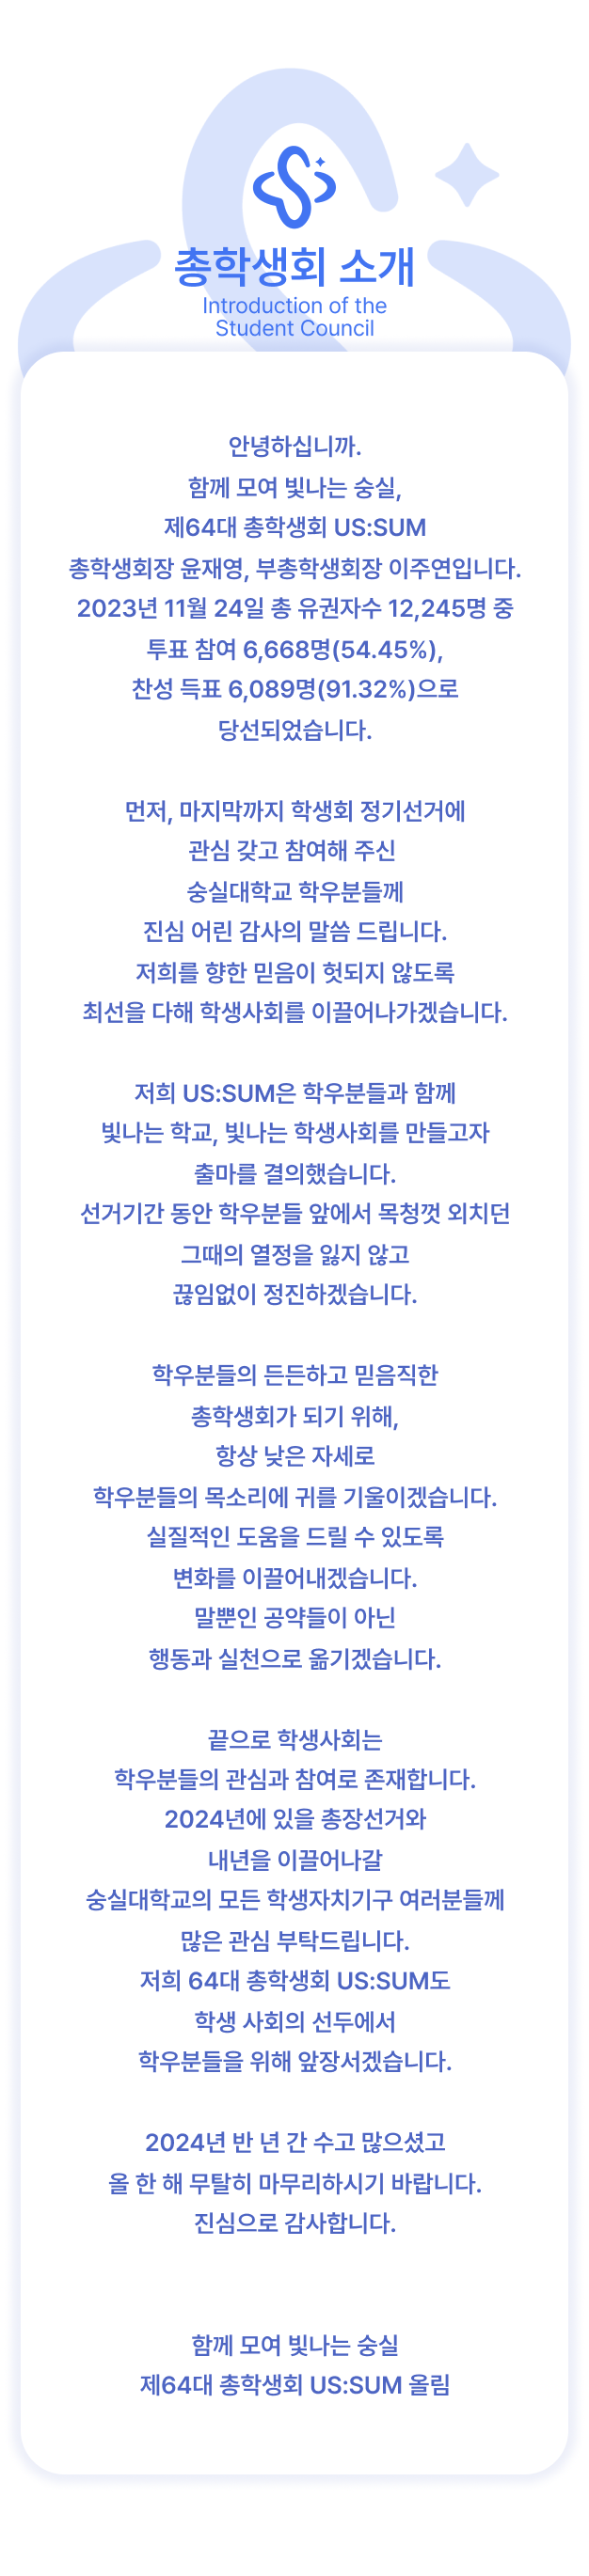 총학생회 소개
Introduction of the
Student Council
안녕하십니까.
함께 모여 빛나는 숭실,
제64대 총학생회 US:SUM
총학생회장 윤재영, 부총학생회장 이주연입니다.
2023년 11월 24일 총 유권자수 12,245명 중
투표 참여 6,668명(54.45%),
찬성 득표 6,089명(91.32%)으로
당선되었습니다.
먼저, 마지막까지 학생회 정기선거에
관심 갖고 참여해 주신
숭실대학교 학우분들께
진심 어린 감사의 말씀 드립니다.
저희를 향한 믿음이 헛되지 않도록
최선을 다해 학생사회를 이끌어나가겠습니다.
저희 US:SUM은 학우분들과 함께
빛나는 학교, 빛나는 학생사회를 만들고자
출마를 결의했습니다.
선거기간 동안 학우분들 앞에서 목청껏 외치던
그때의 열정을 잃지 않고
끊임없이 정진하겠습니다.
학우분들의 든든하고 믿음직한
총학생회가 되기 위해,
항상 낮은 자세로
학우분들의 목소리에 귀를 기울이겠습니다.
실질적인 도움을 드릴 수 있도록
변화를 이끌어내겠습니다.
말뿐인 공약들이 아닌
행동과 실천으로 옮기겠습니다.
끝으로 학생사회는
학우분들의 관심과 참여로 존재합니다.
2024년에 있을 총장선거와
내년을 이끌어나갈
숭실대학교의 모든 학생자치기구 여러분들께
많은 관심 부탁드립니다.
저희 64대 총학생회 US:SUM도
학생 사회의 선두에서
학우분들을 위해 앞장서겠습니다.
2024년 반 년 간 수고 많으셨고
올 한 해 무탈히 마무리하시기 바랍니다.
진심으로 감사합니다.
함께 모여 빛나는 숭실
제64대 총학생회 US:SUM 올림